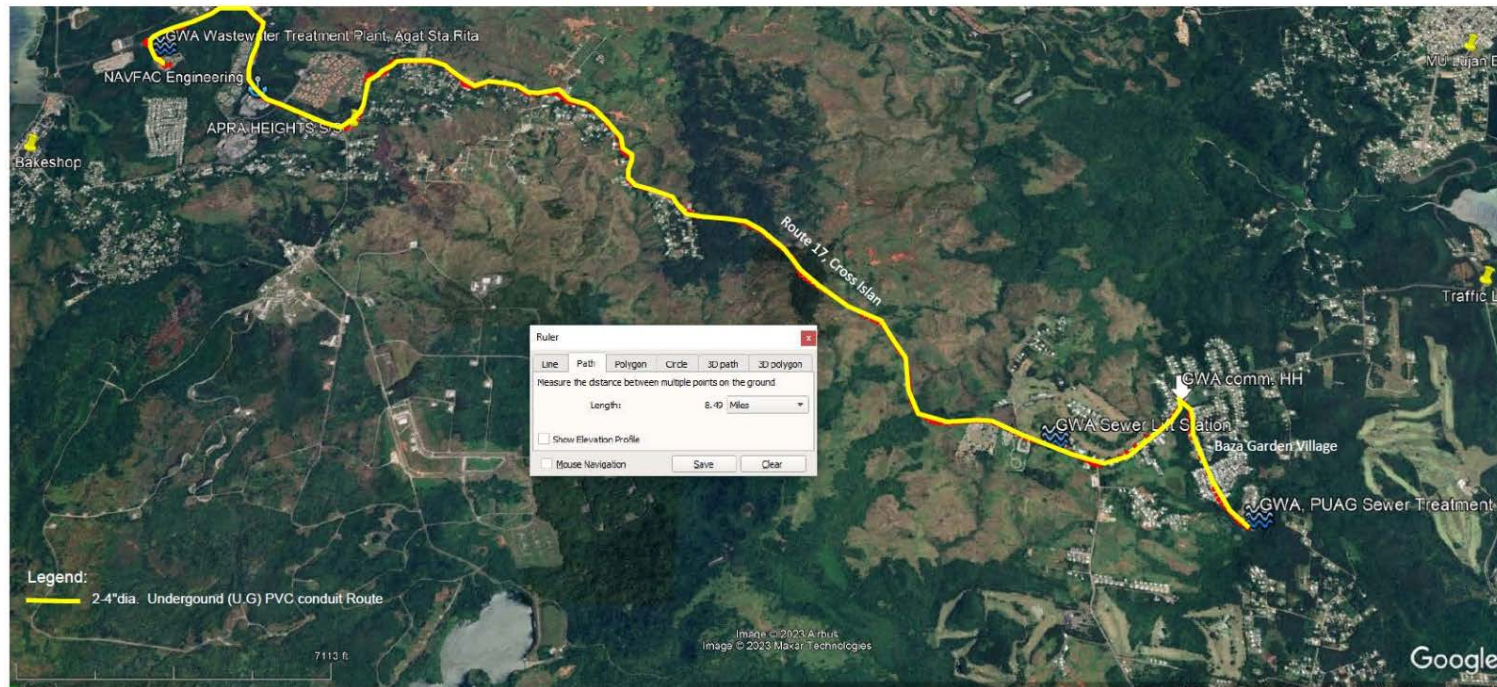 GWA Wastewater Treatment Plant, Agat Sta.Rita
NAVFAC Engineering
APRA HEIGHTS S/S
Bakeshop
MU Lujan E
Traffic L
Route 17, Cross Islan
Ruler
x
Line Path Polygon Circle 3D path 3D polygon
Measure the distance between multiple points on the ground
Length: 8.49 Miles
Show Elevation Profile
Mouse Navigation Save Clear
GWA comm. HH
GWA Sewer Lift Station
Baza Garden Village
GWA, PUAG Sewer Treatment
Legend:
2-4"dia. Undergound (U.G) PVC conduit Route
7113 ft
Image © 2023 Airbus
Image © 2023 Maxar Technologies
Google